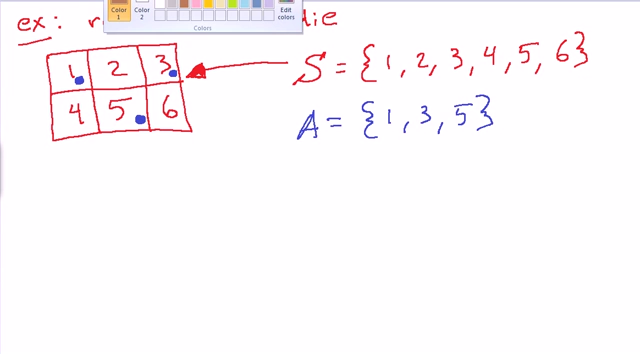 ex: die
Color 1 Color 2 Edit colors
Colors
1 2 3
4 5 6
S = {1, 2, 3, 4, 5, 6}
A = {1, 3, 5}